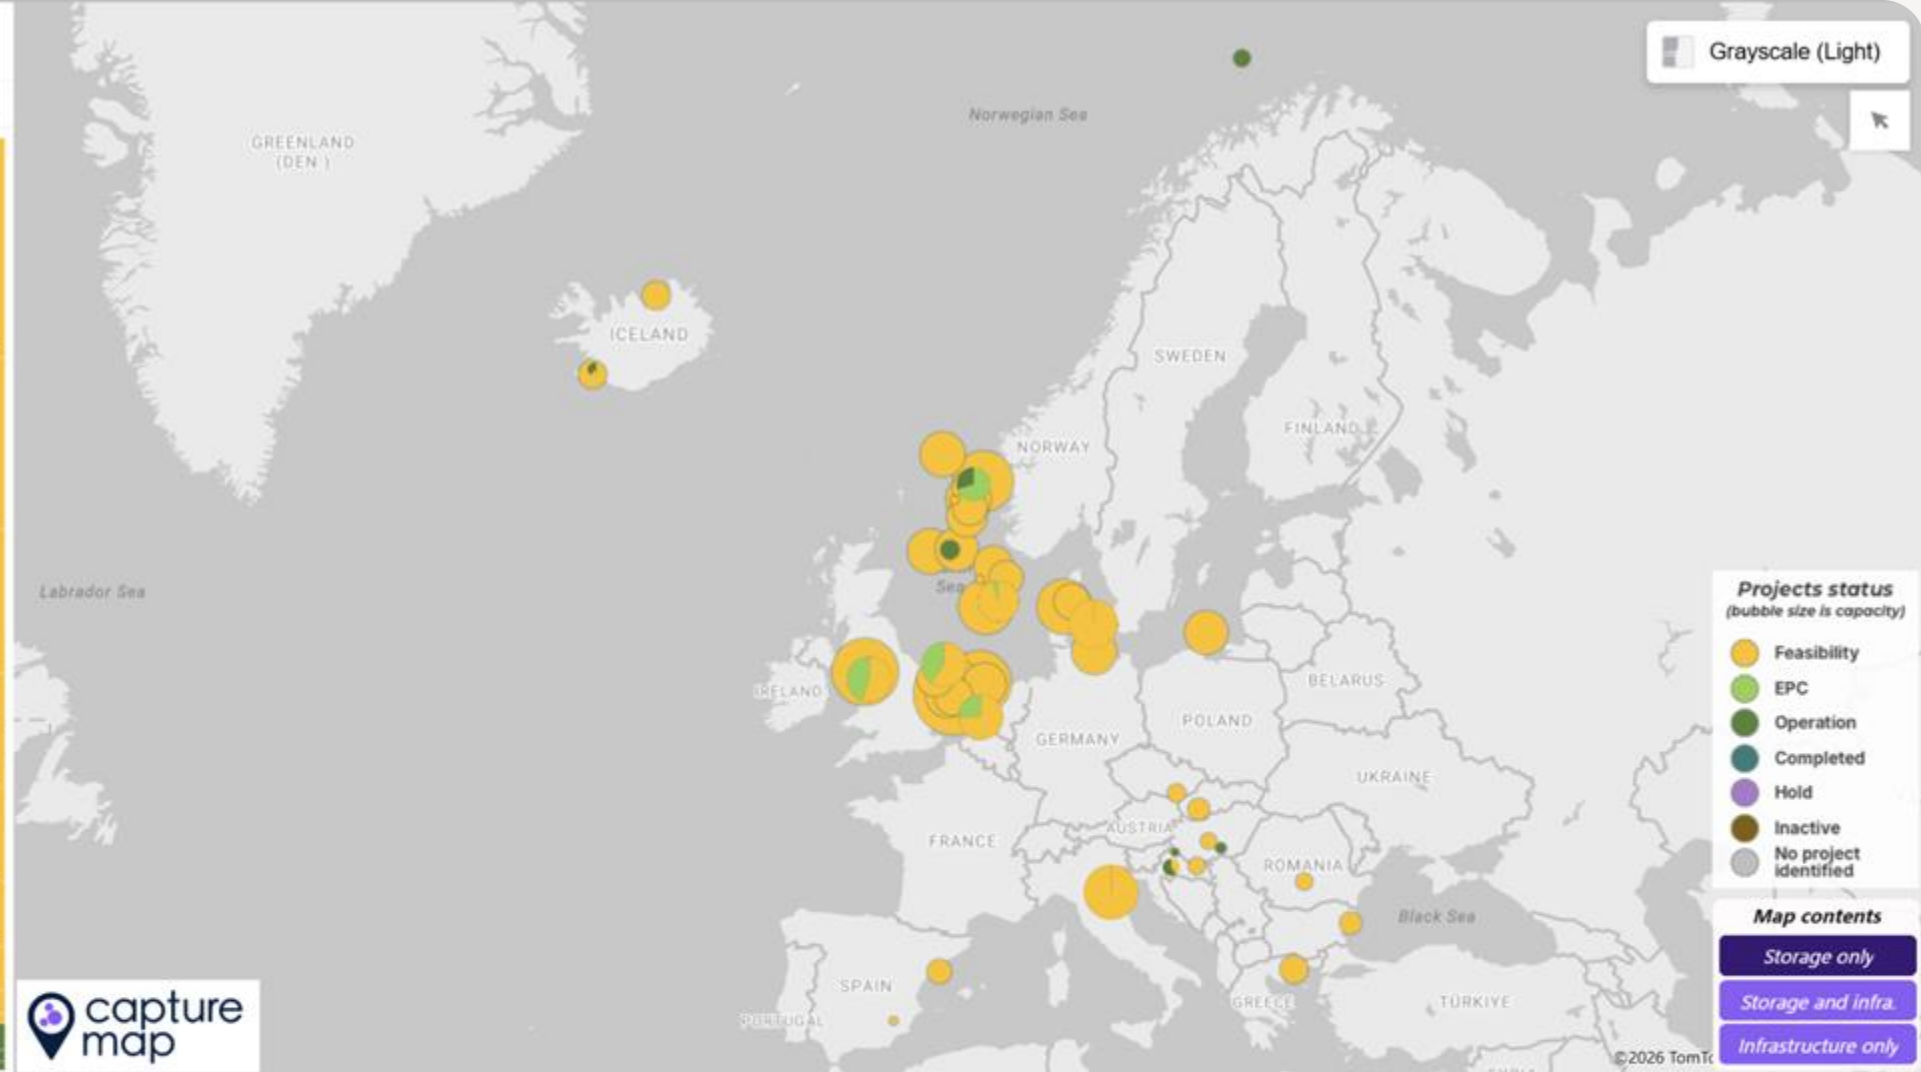 Grayscale (Light)
Norwegian Sea
GREENLAND
(DEN.)
ICELAND
SWEDEN
FINLAND
NORWAY
Labrador Sea
Sea
IRELAND
BELARUS
POLAND
GERMANY
UKRAINE
AUSTRIA
FRANCE
ROMANIA
Black Sea
SPAIN
GREECE
TÜRKIYE
PORTUGAL
Projects status
(bubble size is capacity)
Feasibility
EPC
Operation
Completed
Hold
Inactive
No project
identified
Map contents
Storage only
Storage and infra.
Infrastructure only
capture
map
©2026 TomTo